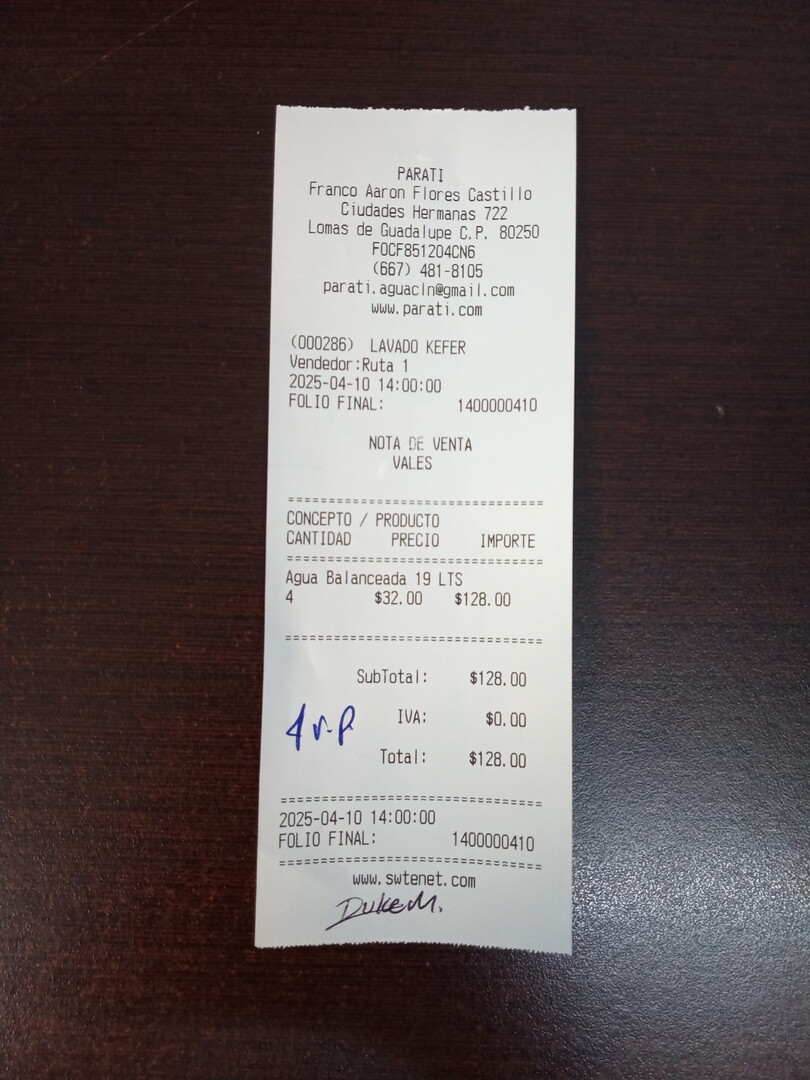 PARATI
Franco Aaron Flores Castillo
Ciudades Hermanas 722
Lomas de Guadalupe C.P. 80250
FOCF851204CN6
(667) 481-8105
parati.aguacln@gmail.com
www.parati.com
(000286) LAVADO KEFER
Vendedor:Ruta 1
2025-04-10 14:00:00
FOLIO FINAL: 1400000410
NOTA DE VENTA
VALES
================================
CONCEPTO / PRODUCTO
CANTIDAD PRECIO IMPORTE
================================
Agua Balanceada 19 LTS
4 $32.00 $128.00
================================
SubTotal: $128.00
IVA: $0.00
4 v.p
Total: $128.00
================================
2025-04-10 14:00:00
FOLIO FINAL: 1400000410
================================
www.swtenet.com